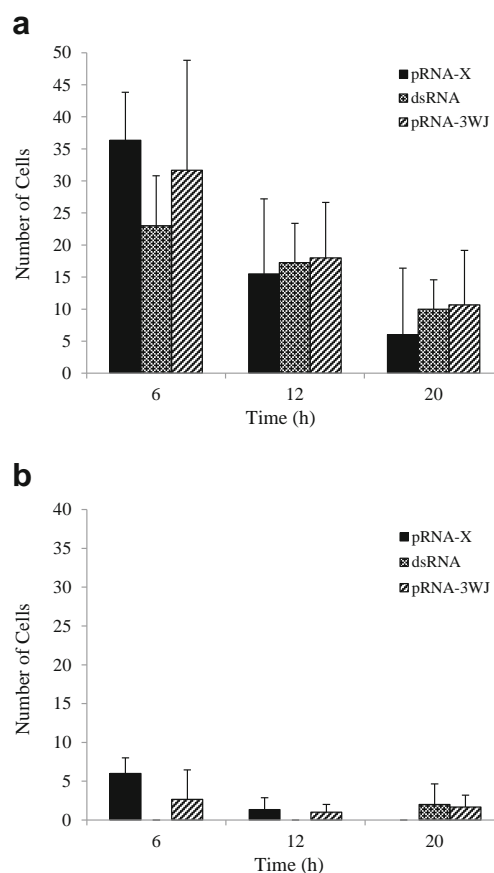 a
50
45
40
35
30
25
20
15
10
5
0
Number of Cells
pRNA-X
dsRNA
pRNA-3WJ
6 12 20
Time (h)
b
40
35
30
25
20
15
10
5
0
Number of Cells
pRNA-X
dsRNA
pRNA-3WJ
6 12 20
Time (h)